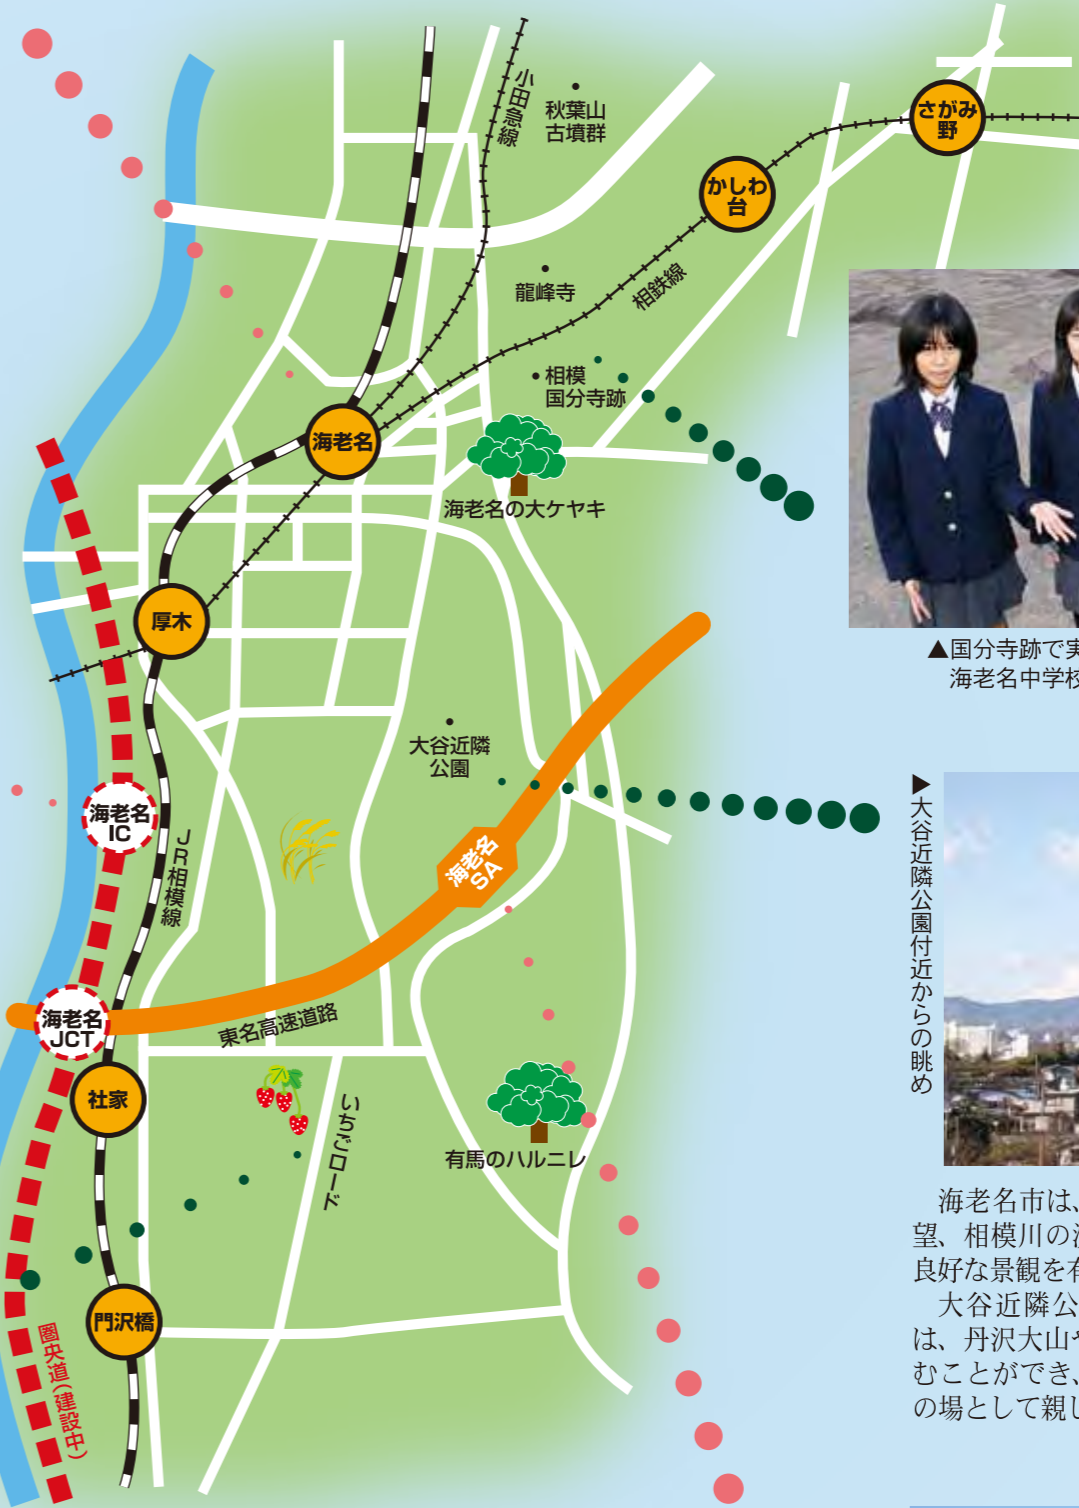 小田急線
秋葉山
古墳群
さがみ
野
かしわ
台
龍峰寺
相鉄線
相模
国分寺跡
海老名
海老名の大ケヤキ
厚木
▲国分寺跡で実
海老名中学校
大谷近隣
公園
海老名
IC
JR相模線
海老名
SA
▶大谷近隣公園付近からの眺め
海老名
JCT
東名高速道路
社家
いちごロード
有馬のハルニレ
門沢橋
圏央道(建設中)
海老名市は、
望、相模川の
良好な景観を有
大谷近隣公
は、丹沢大山や
むことができ、
の場として親し